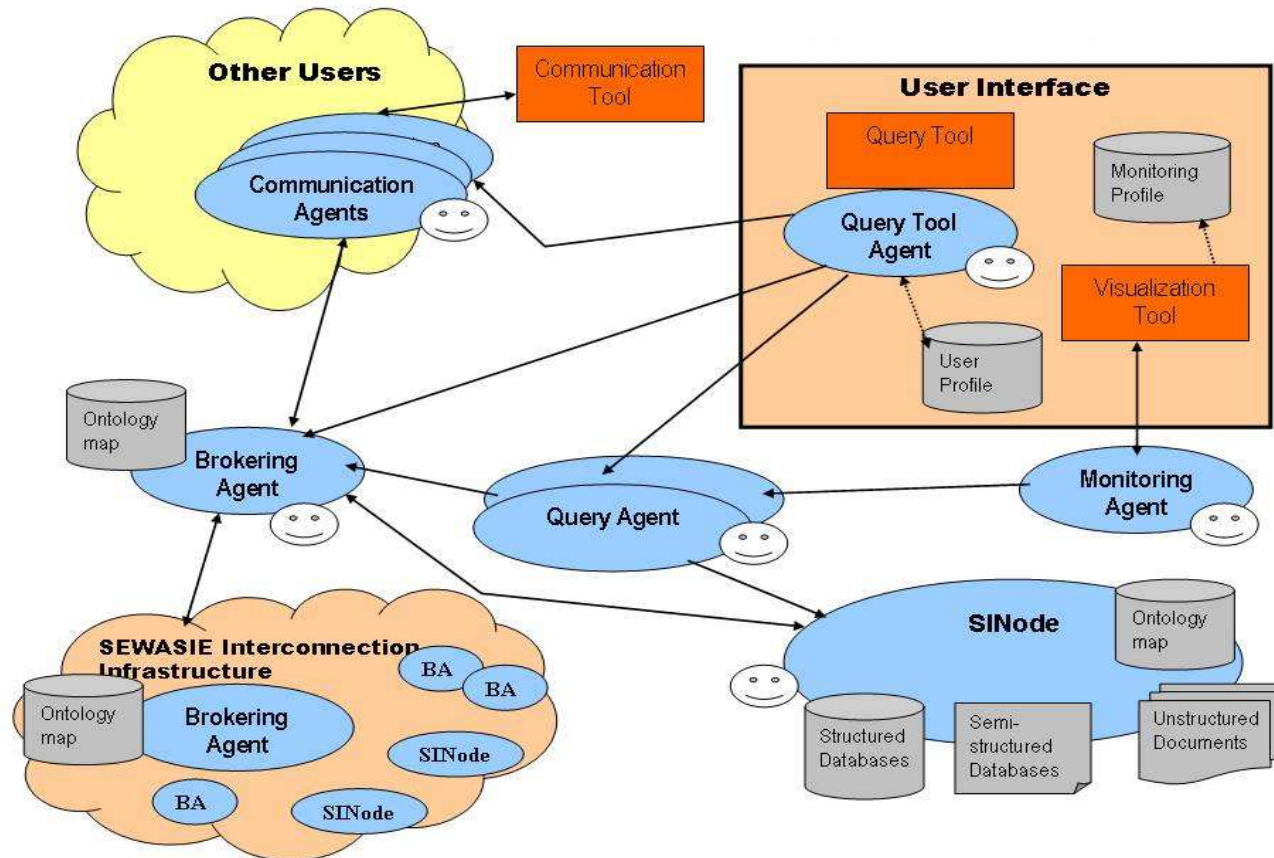 Other Users
Communication
Tool
Communication
Agents
User Interface
Query Tool
Query Tool
Agent
Monitoring
Profile
Visualization
Tool
User
Profile
Ontology
map
Brokering
Agent
Query Agent
Monitoring
Agent
SEWASIE Interconnection
Infrastructure
BA
BA
Ontology
map
Brokering
Agent
SINode
BA
SINode
SINode
Ontology
map
Structured
Databases
Semi-
structured
Databases
Unstructured
Documents